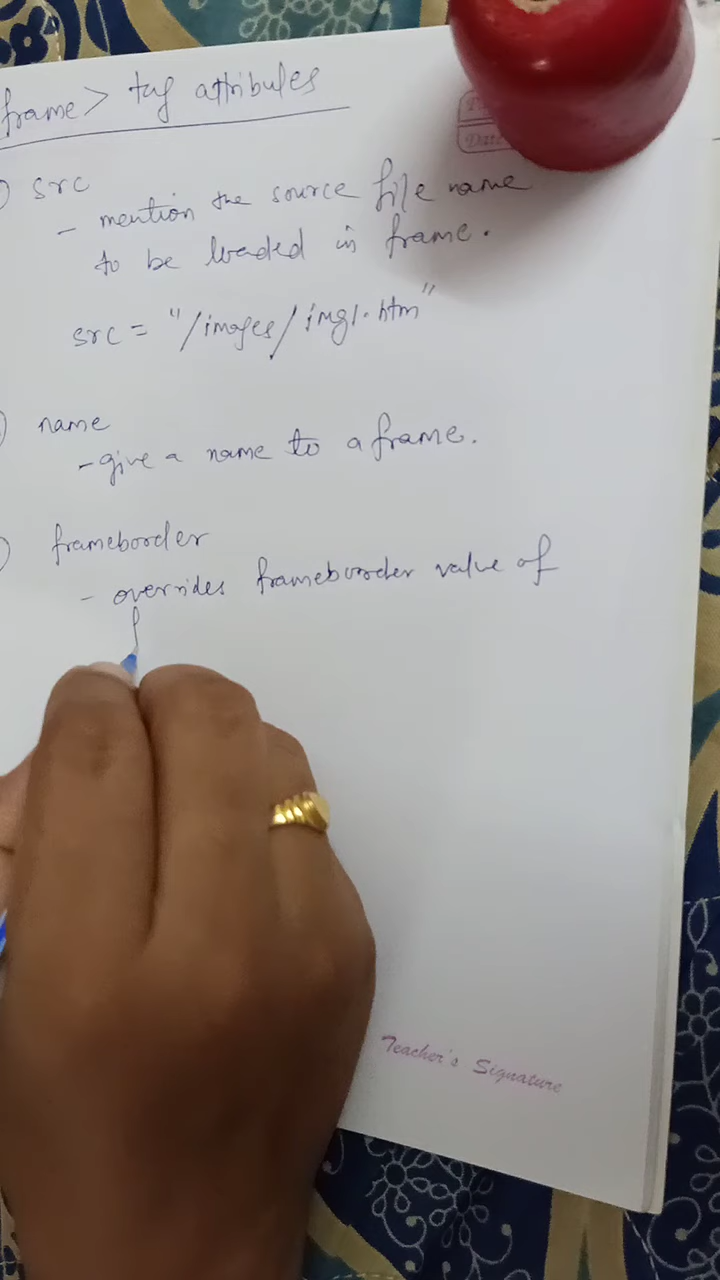 frame> tag attributes
Date
src
- mention the source file name
to be loaded in frame.
src = "/images/img1.htm"
name
- give a name to a frame.
frameborder
- overrides frameborder value of
Teacher's Signature